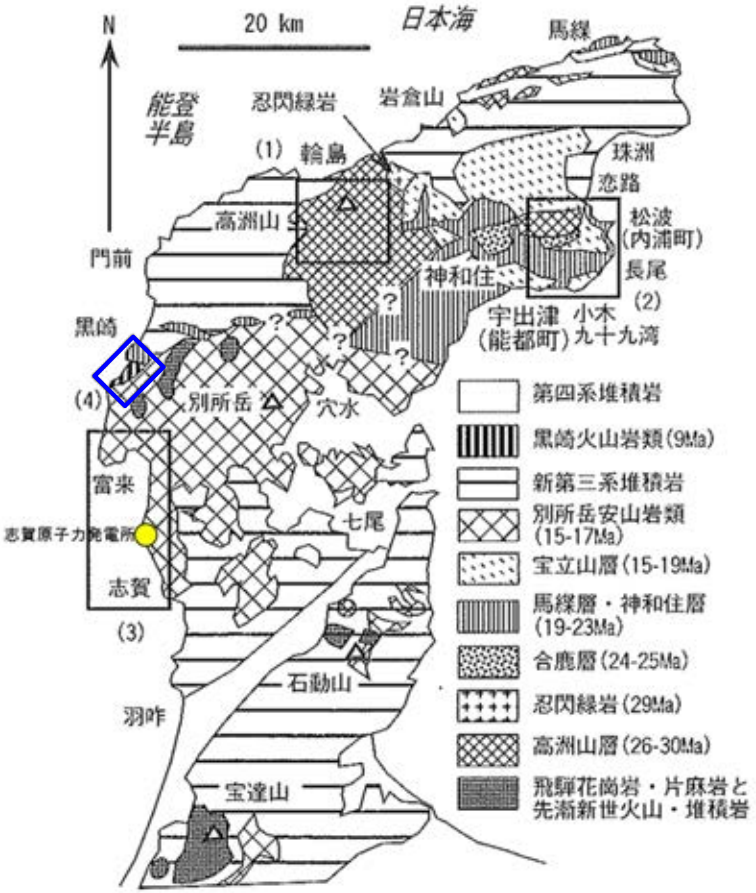 N
20 km
日本海
馬緤
能登
半島
忍閃緑岩
岩倉山
(1)
輪島
珠洲
恋路
高洲山
松波
(内浦町)
門前
神和住
長尾
(2)
?
黒崎
?
?
?
宇出津
(能都町)
小木
九十九湾
(4)
別所岳
穴水
富来
七尾
志賀原子力発電所
志賀
(3)
石動山
羽咋
宝達山
第四系堆積岩
黒崎火山岩類(9Ma)
新第三系堆積岩
別所岳安山岩類
(15-17Ma)
宝立山層(15-19Ma)
馬緤層・神和住層
(19-23Ma)
合鹿層(24-25Ma)
忍閃緑岩(29Ma)
高洲山層(26-30Ma)
飛騨花崗岩・片麻岩と
先漸新世火山・堆積岩